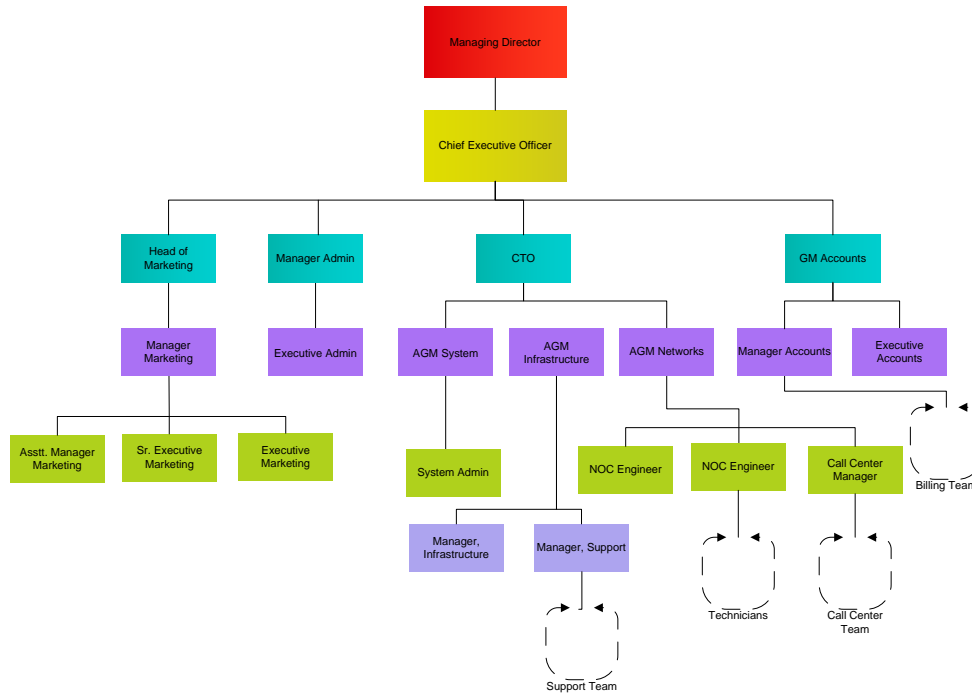 Managing Director
Chief Executive Officer
Head of
Marketing
Manager Admin
CTO
GM Accounts
Manager
Marketing
Executive Admin
AGM System
AGM
Infrastructure
AGM Networks
Manager Accounts
Executive
Accounts
Asstt. Manager
Marketing
Sr. Executive
Marketing
Executive
Marketing
System Admin
NOC Engineer
NOC Engineer
Call Center
Manager
Billing Team
Manager,
Infrastructure
Manager, Support
Technicians
Call Center
Team
Support Team